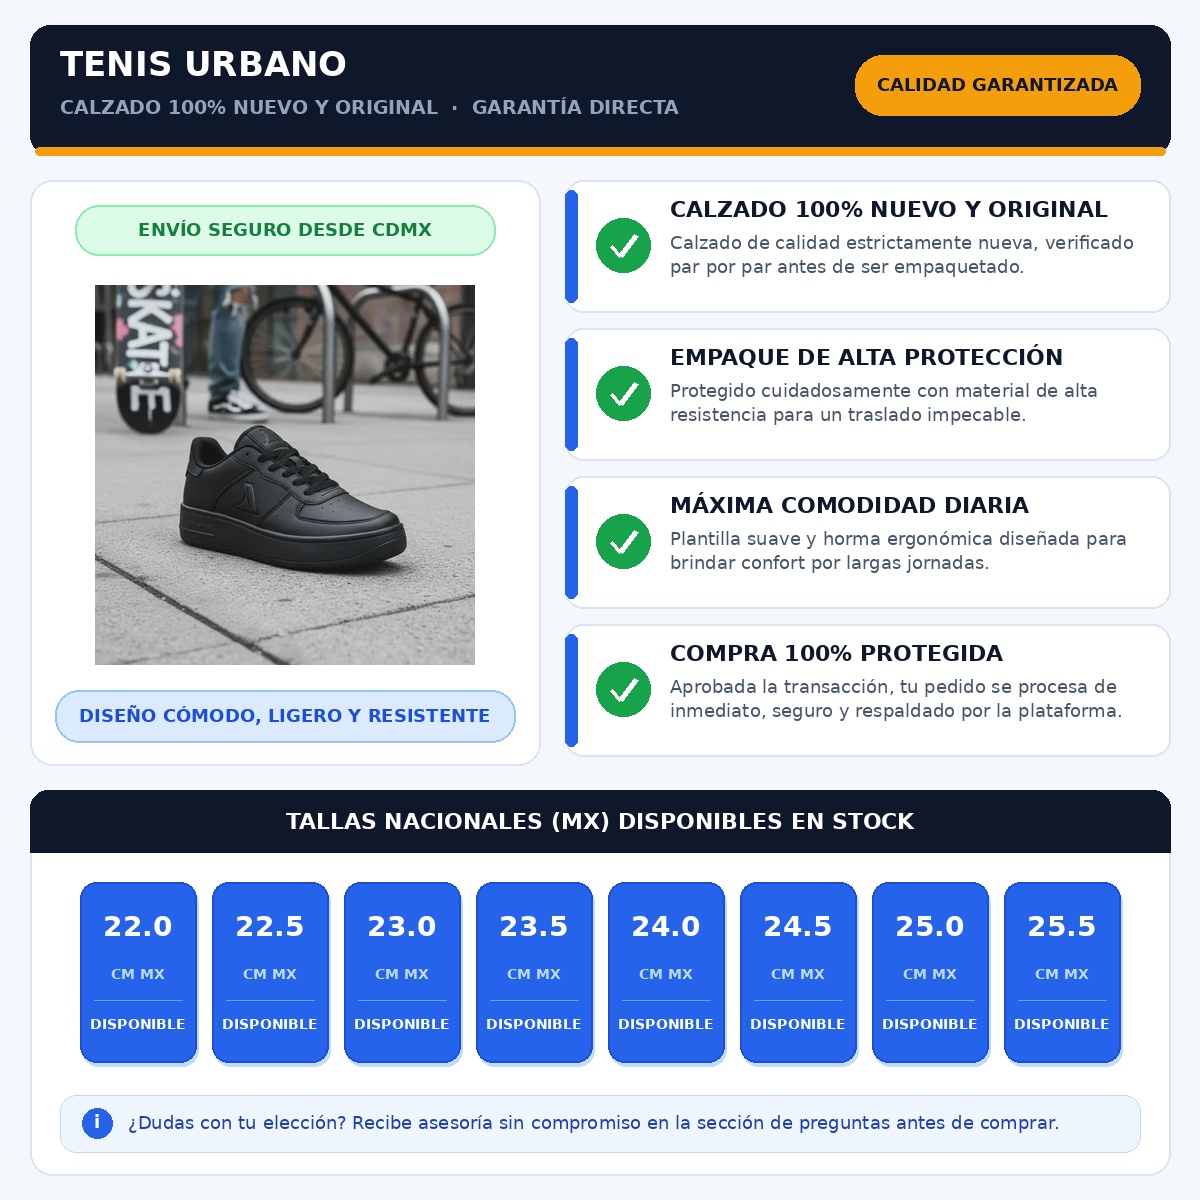 TENIS URBANO
CALZADO 100% NUEVO Y ORIGINAL · GARANTÍA DIRECTA
CALIDAD GARANTIZADA
ENVÍO SEGURO DESDE CDMX
SKATE
DISEÑO CÓMODO, LIGERO Y RESISTENTE
CALZADO 100% NUEVO Y ORIGINAL
Calzado de calidad estrictamente nueva, verificado
par por par antes de ser empaquetado.
EMPAQUE DE ALTA PROTECCIÓN
Protegido cuidadosamente con material de alta
resistencia para un traslado impecable.
MÁXIMA COMODIDAD DIARIA
Plantilla suave y horma ergonómica diseñada para
brindar confort por largas jornadas.
COMPRA 100% PROTEGIDA
Aprobada la transacción, tu pedido se procesa de
inmediato, seguro y respaldado por la plataforma.
TALLAS NACIONALES (MX) DISPONIBLES EN STOCK
22.0 22.5 23.0 23.5 24.0 24.5 25.0 25.5
CM MX CM MX CM MX CM MX CM MX CM MX CM MX CM MX
DISPONIBLE DISPONIBLE DISPONIBLE DISPONIBLE DISPONIBLE DISPONIBLE DISPONIBLE DISPONIBLE
i ¿Dudas con tu elección? Recibe asesoría sin compromiso en la sección de preguntas antes de comprar.